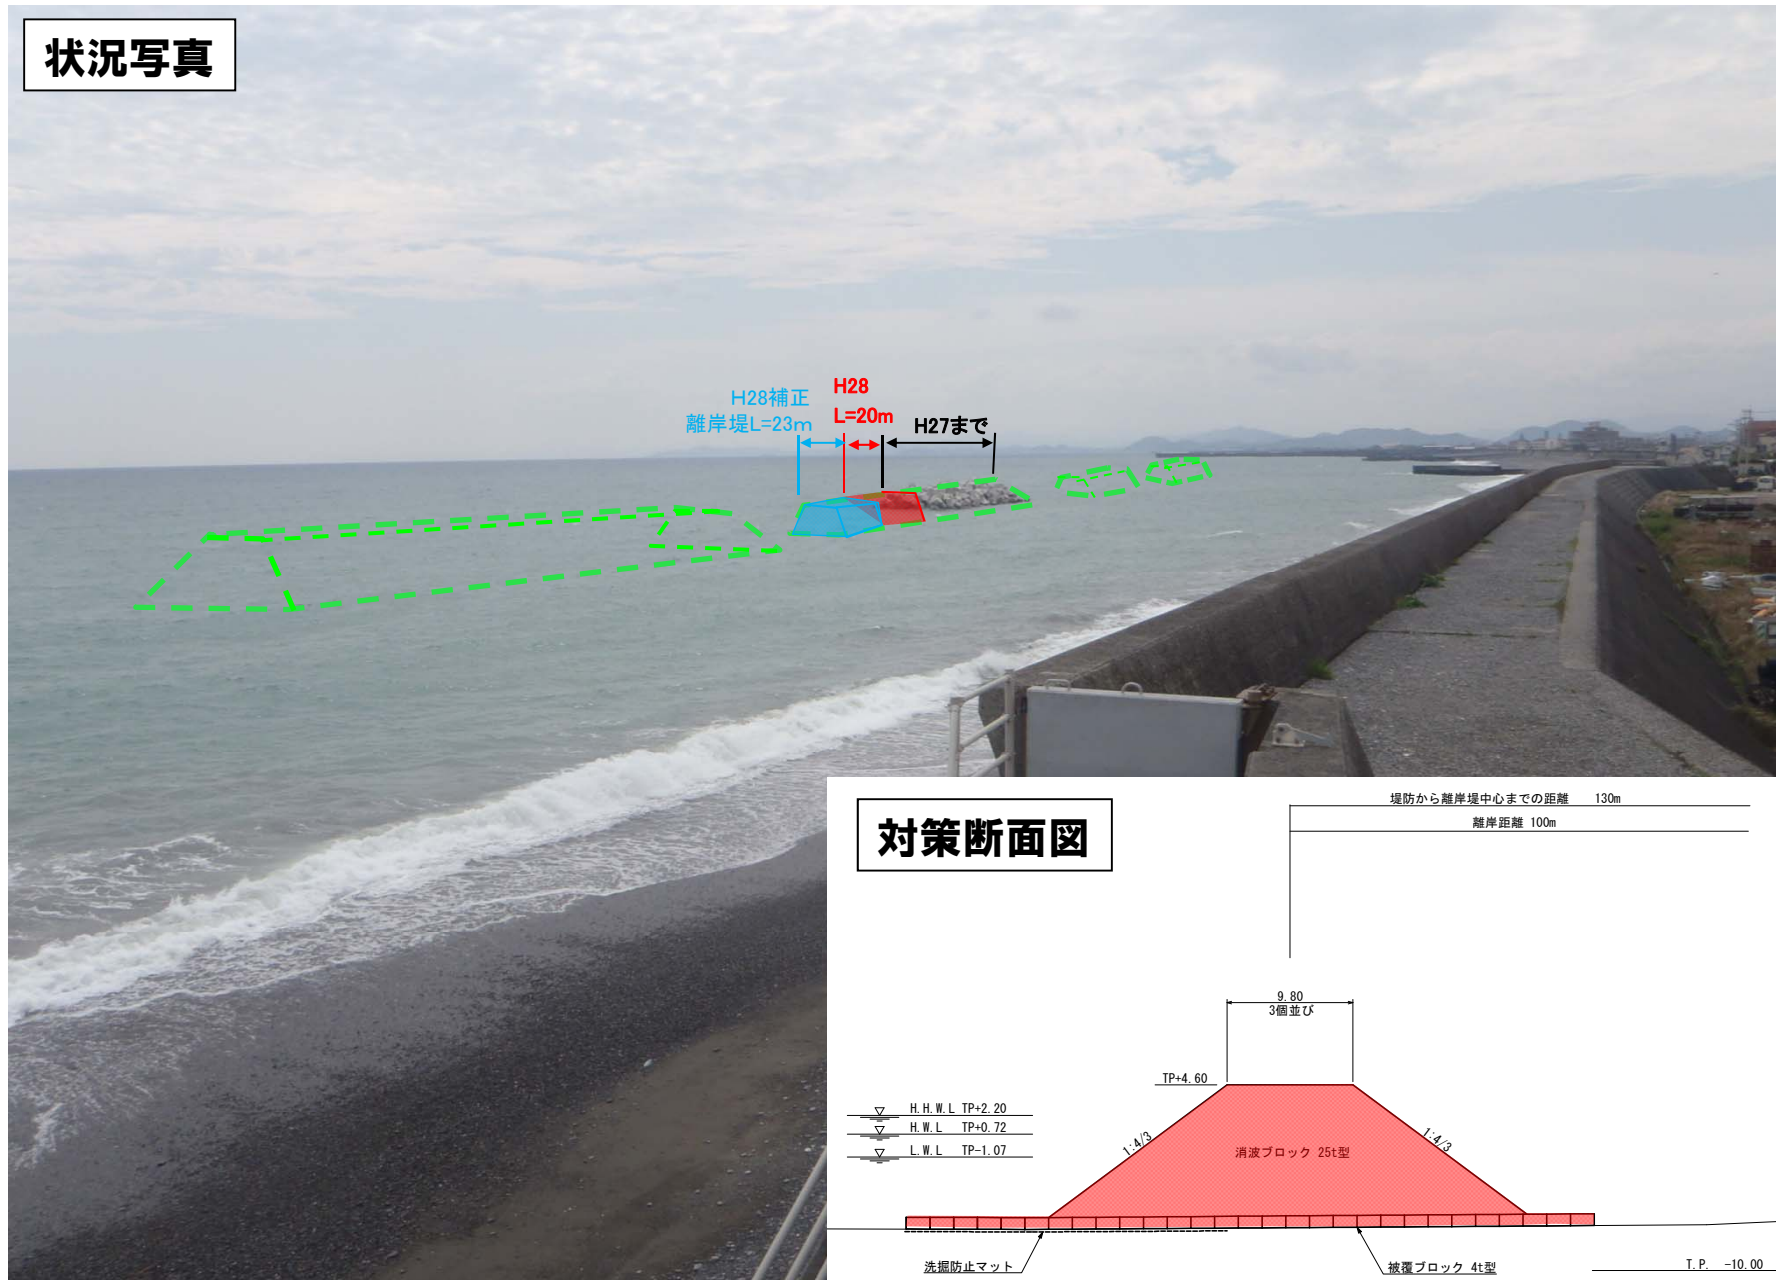 状況写真
H28補正
離岸堤L=23m
H28
L=20m
H27まで
対策断面図
堤防から離岸堤中心までの距離 130m
離岸距離 100m
9.80
3個並び
TP+4.60
H.H.W.L TP+2.20
H.W.L TP+0.72
L.W.L TP-1.07
1:4/3
1:4/3
消波ブロック 25t型
洗掘防止マット
被覆ブロック 4t型
T.P. -10.00